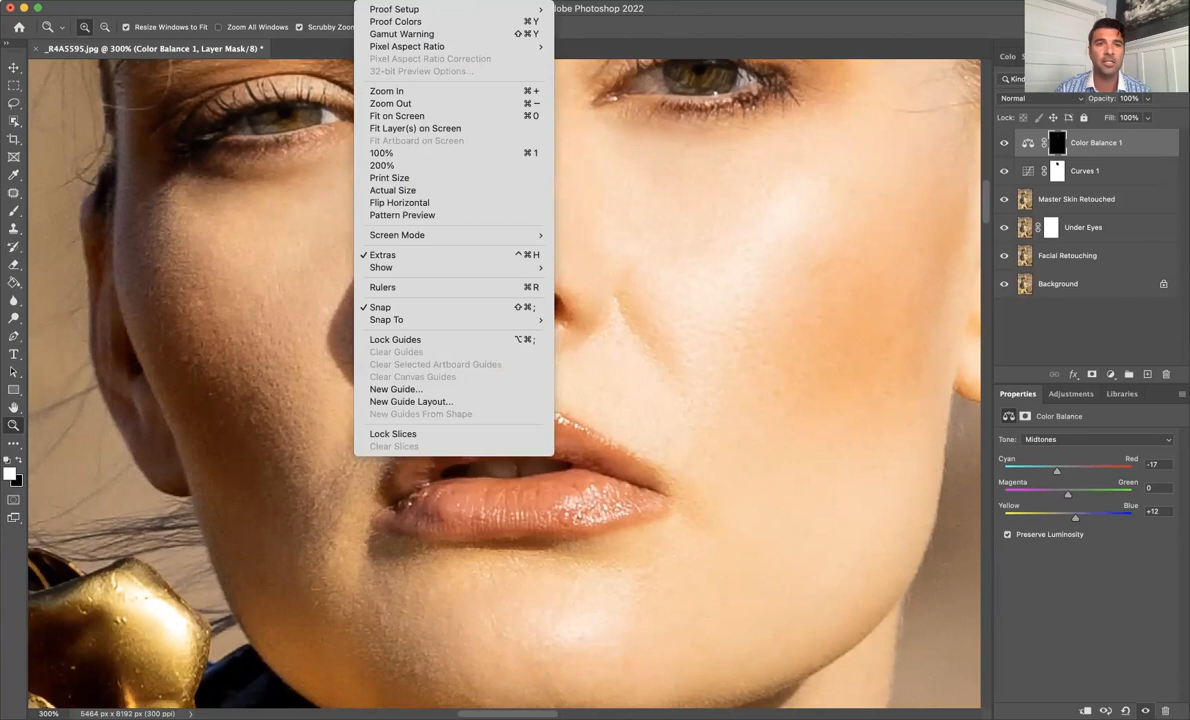 Adobe Photoshop 2022
Resize Windows to Fit
Zoom All Windows
Scrubby Zoom
_R4A5595.jpg @ 300% (Color Balance 1, Layer Mask/8) *
Proof Setup
Proof Colors ⌘Y
Gamut Warning ⇧⌘Y
Pixel Aspect Ratio
Pixel Aspect Ratio Correction
32-bit Preview Options...
Zoom In ⌘+
Zoom Out ⌘−
Fit on Screen ⌘0
Fit Layer(s) on Screen
Fit Artboard on Screen
100% ⌘1
200%
Print Size
Actual Size
Flip Horizontal
Pattern Preview
Screen Mode
✓ Extras ^⌘H
Show
Rulers ⌘R
✓ Snap ⇧⌘;
Snap To
Lock Guides ⌥⌘;
Clear Guides
Clear Selected Artboard Guides
Clear Canvas Guides
New Guide...
New Guide Layout...
New Guides From Shape
Lock Slices
Clear Slices
Colo
Kind
Normal
Opacity: 100%
Lock:
Fill: 100%
Color Balance 1
Curves 1
Master Skin Retouched
Under Eyes
Facial Retouching
Background
fx
Properties Adjustments Libraries
Color Balance
Tone: Midtones
Cyan Red -17
Magenta Green 0
Yellow Blue +12
Preserve Luminosity
300% 5464 px x 8192 px (300 ppi)